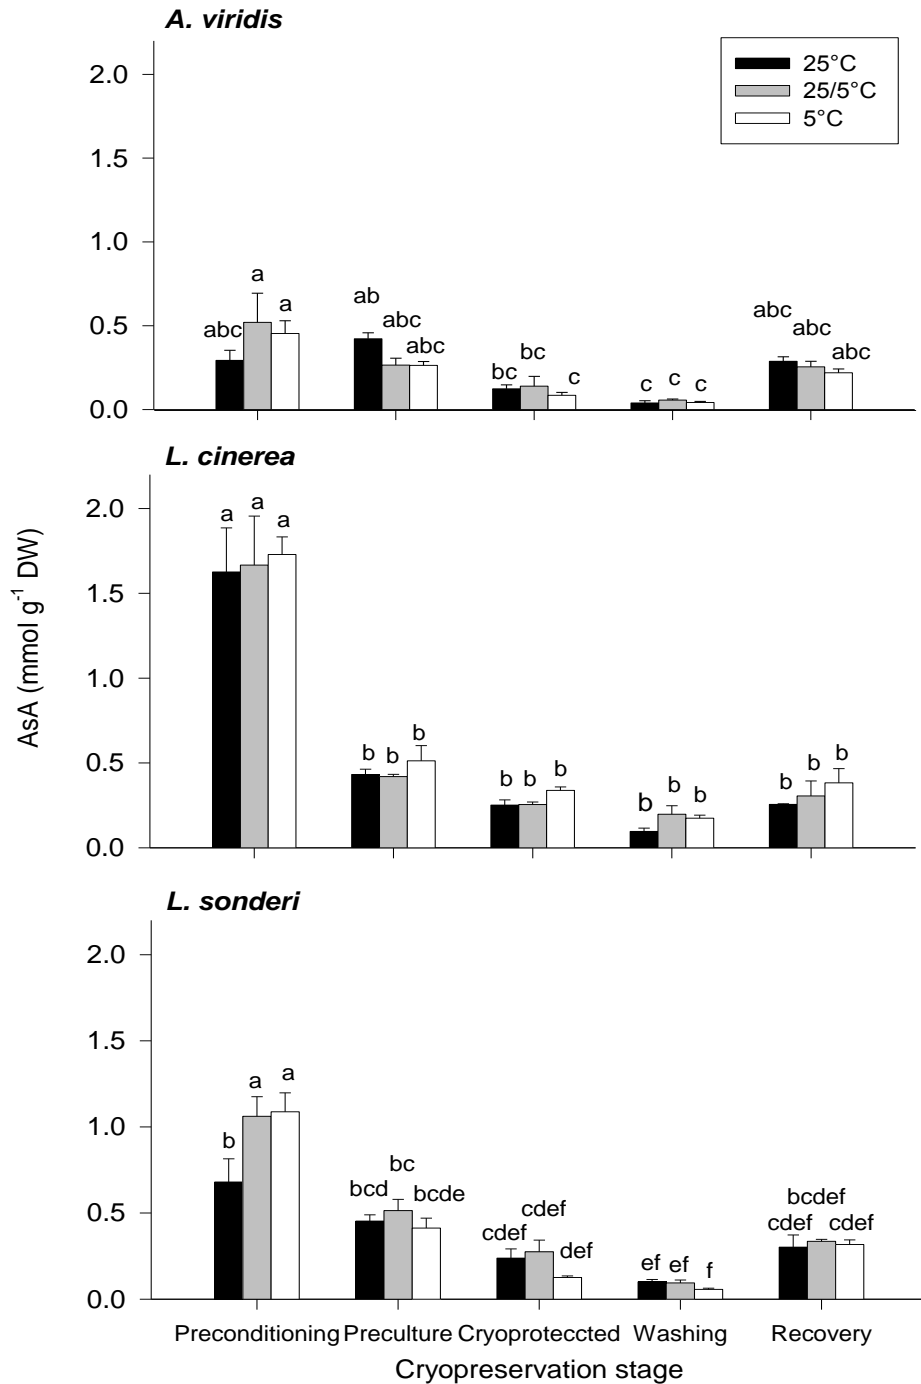 A. viridis
25°C
25/5°C
5°C
2.0
1.5
1.0
0.5
0.0
abc a a
ab abc abc
bc bc c
c c c
abc abc abc
L. cinerea
2.0
1.5
1.0
0.5
0.0
a a a
b b b
b b b
b b b
b b b
AsA (mmol g⁻¹ DW)
L. sonderi
2.0
1.5
1.0
0.5
0.0
b a a
bcd bc bcde
cdef cdef def
ef ef f
cdef bcdef cdef
Preconditioning Preculture Cryoproteccted Washing Recovery
Cryopreservation stage